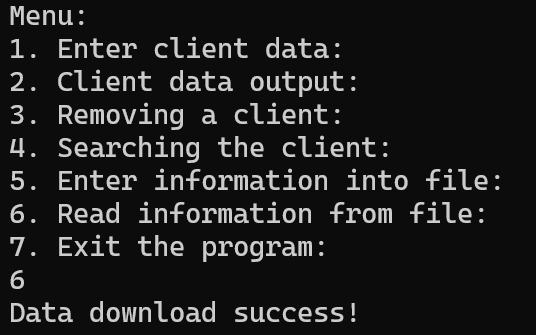 Menu:
1. Enter client data:
2. Client data output:
3. Removing a client:
4. Searching the client:
5. Enter information into file:
6. Read information from file:
7. Exit the program:
6
Data download success!